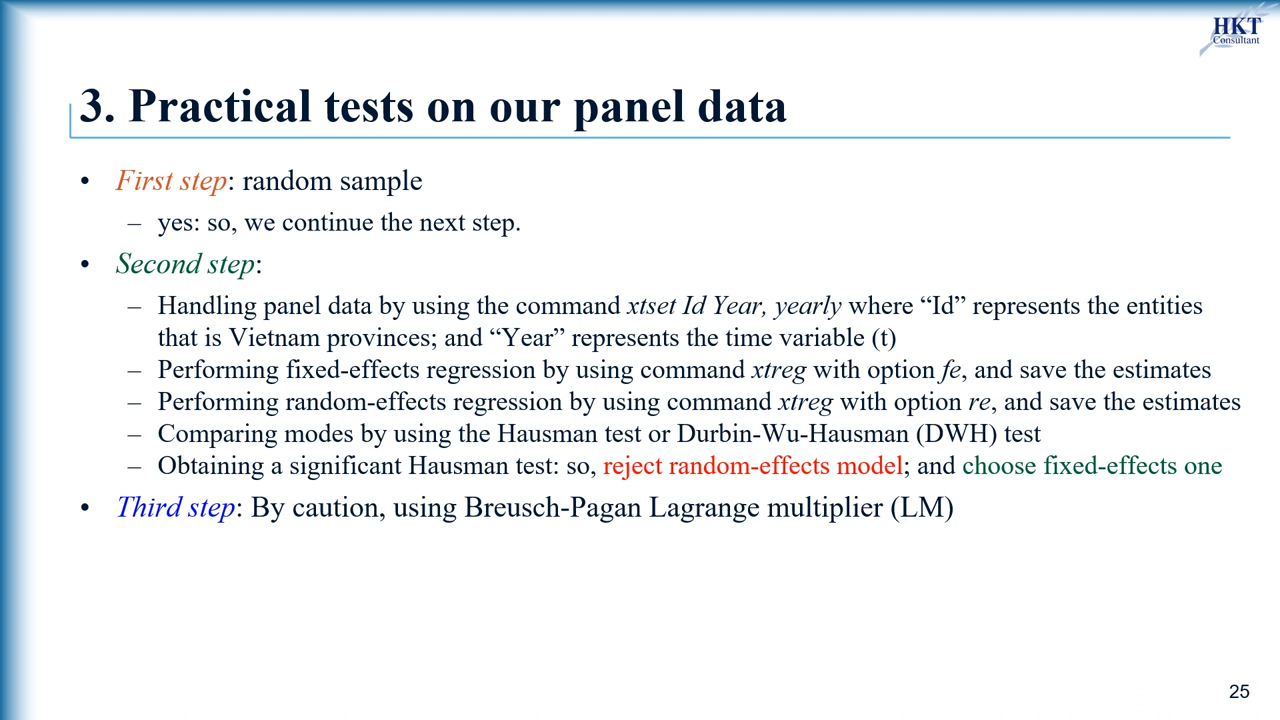 HKT
Consultant
3. Practical tests on our panel data
• First step: random sample
– yes: so, we continue the next step.
• Second step:
– Handling panel data by using the command xtset Id Year, yearly where “Id” represents the entities
that is Vietnam provinces; and “Year” represents the time variable (t)
– Performing fixed-effects regression by using command xtreg with option fe, and save the estimates
– Performing random-effects regression by using command xtreg with option re, and save the estimates
– Comparing modes by using the Hausman test or Durbin-Wu-Hausman (DWH) test
– Obtaining a significant Hausman test: so, reject random-effects model; and choose fixed-effects one
• Third step: By caution, using Breusch-Pagan Lagrange multiplier (LM)
25